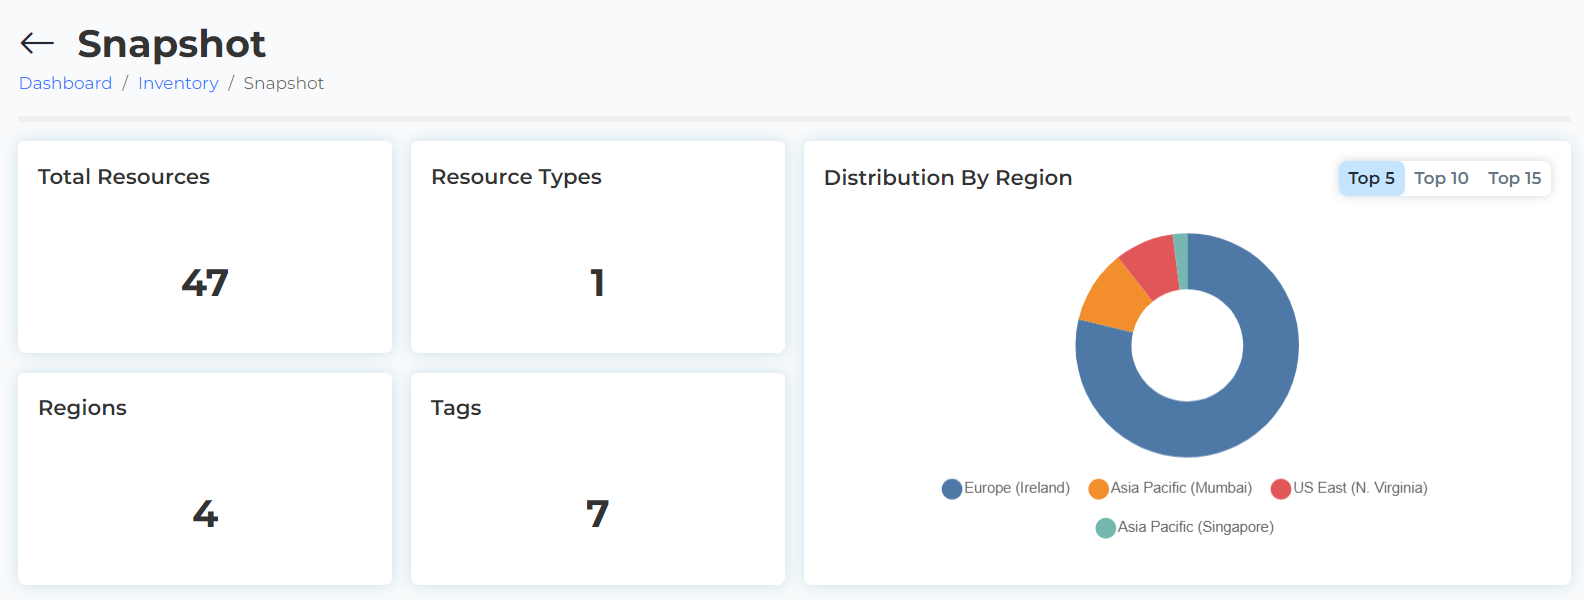 Snapshot
Dashboard / Inventory / Snapshot
Total Resources
47
Resource Types
1
Regions
4
Tags
7
Distribution By Region
Top 5 Top 10 Top 15
Europe (Ireland) Asia Pacific (Mumbai) US East (N. Virginia)
Asia Pacific (Singapore)